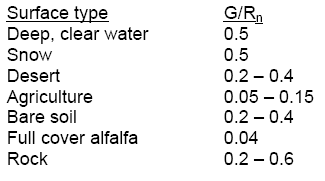 Surface type G/Rn
Deep, clear water 0.5
Snow 0.5
Desert 0.2 – 0.4
Agriculture 0.05 – 0.15
Bare soil 0.2 – 0.4
Full cover alfalfa 0.04
Rock 0.2 – 0.6